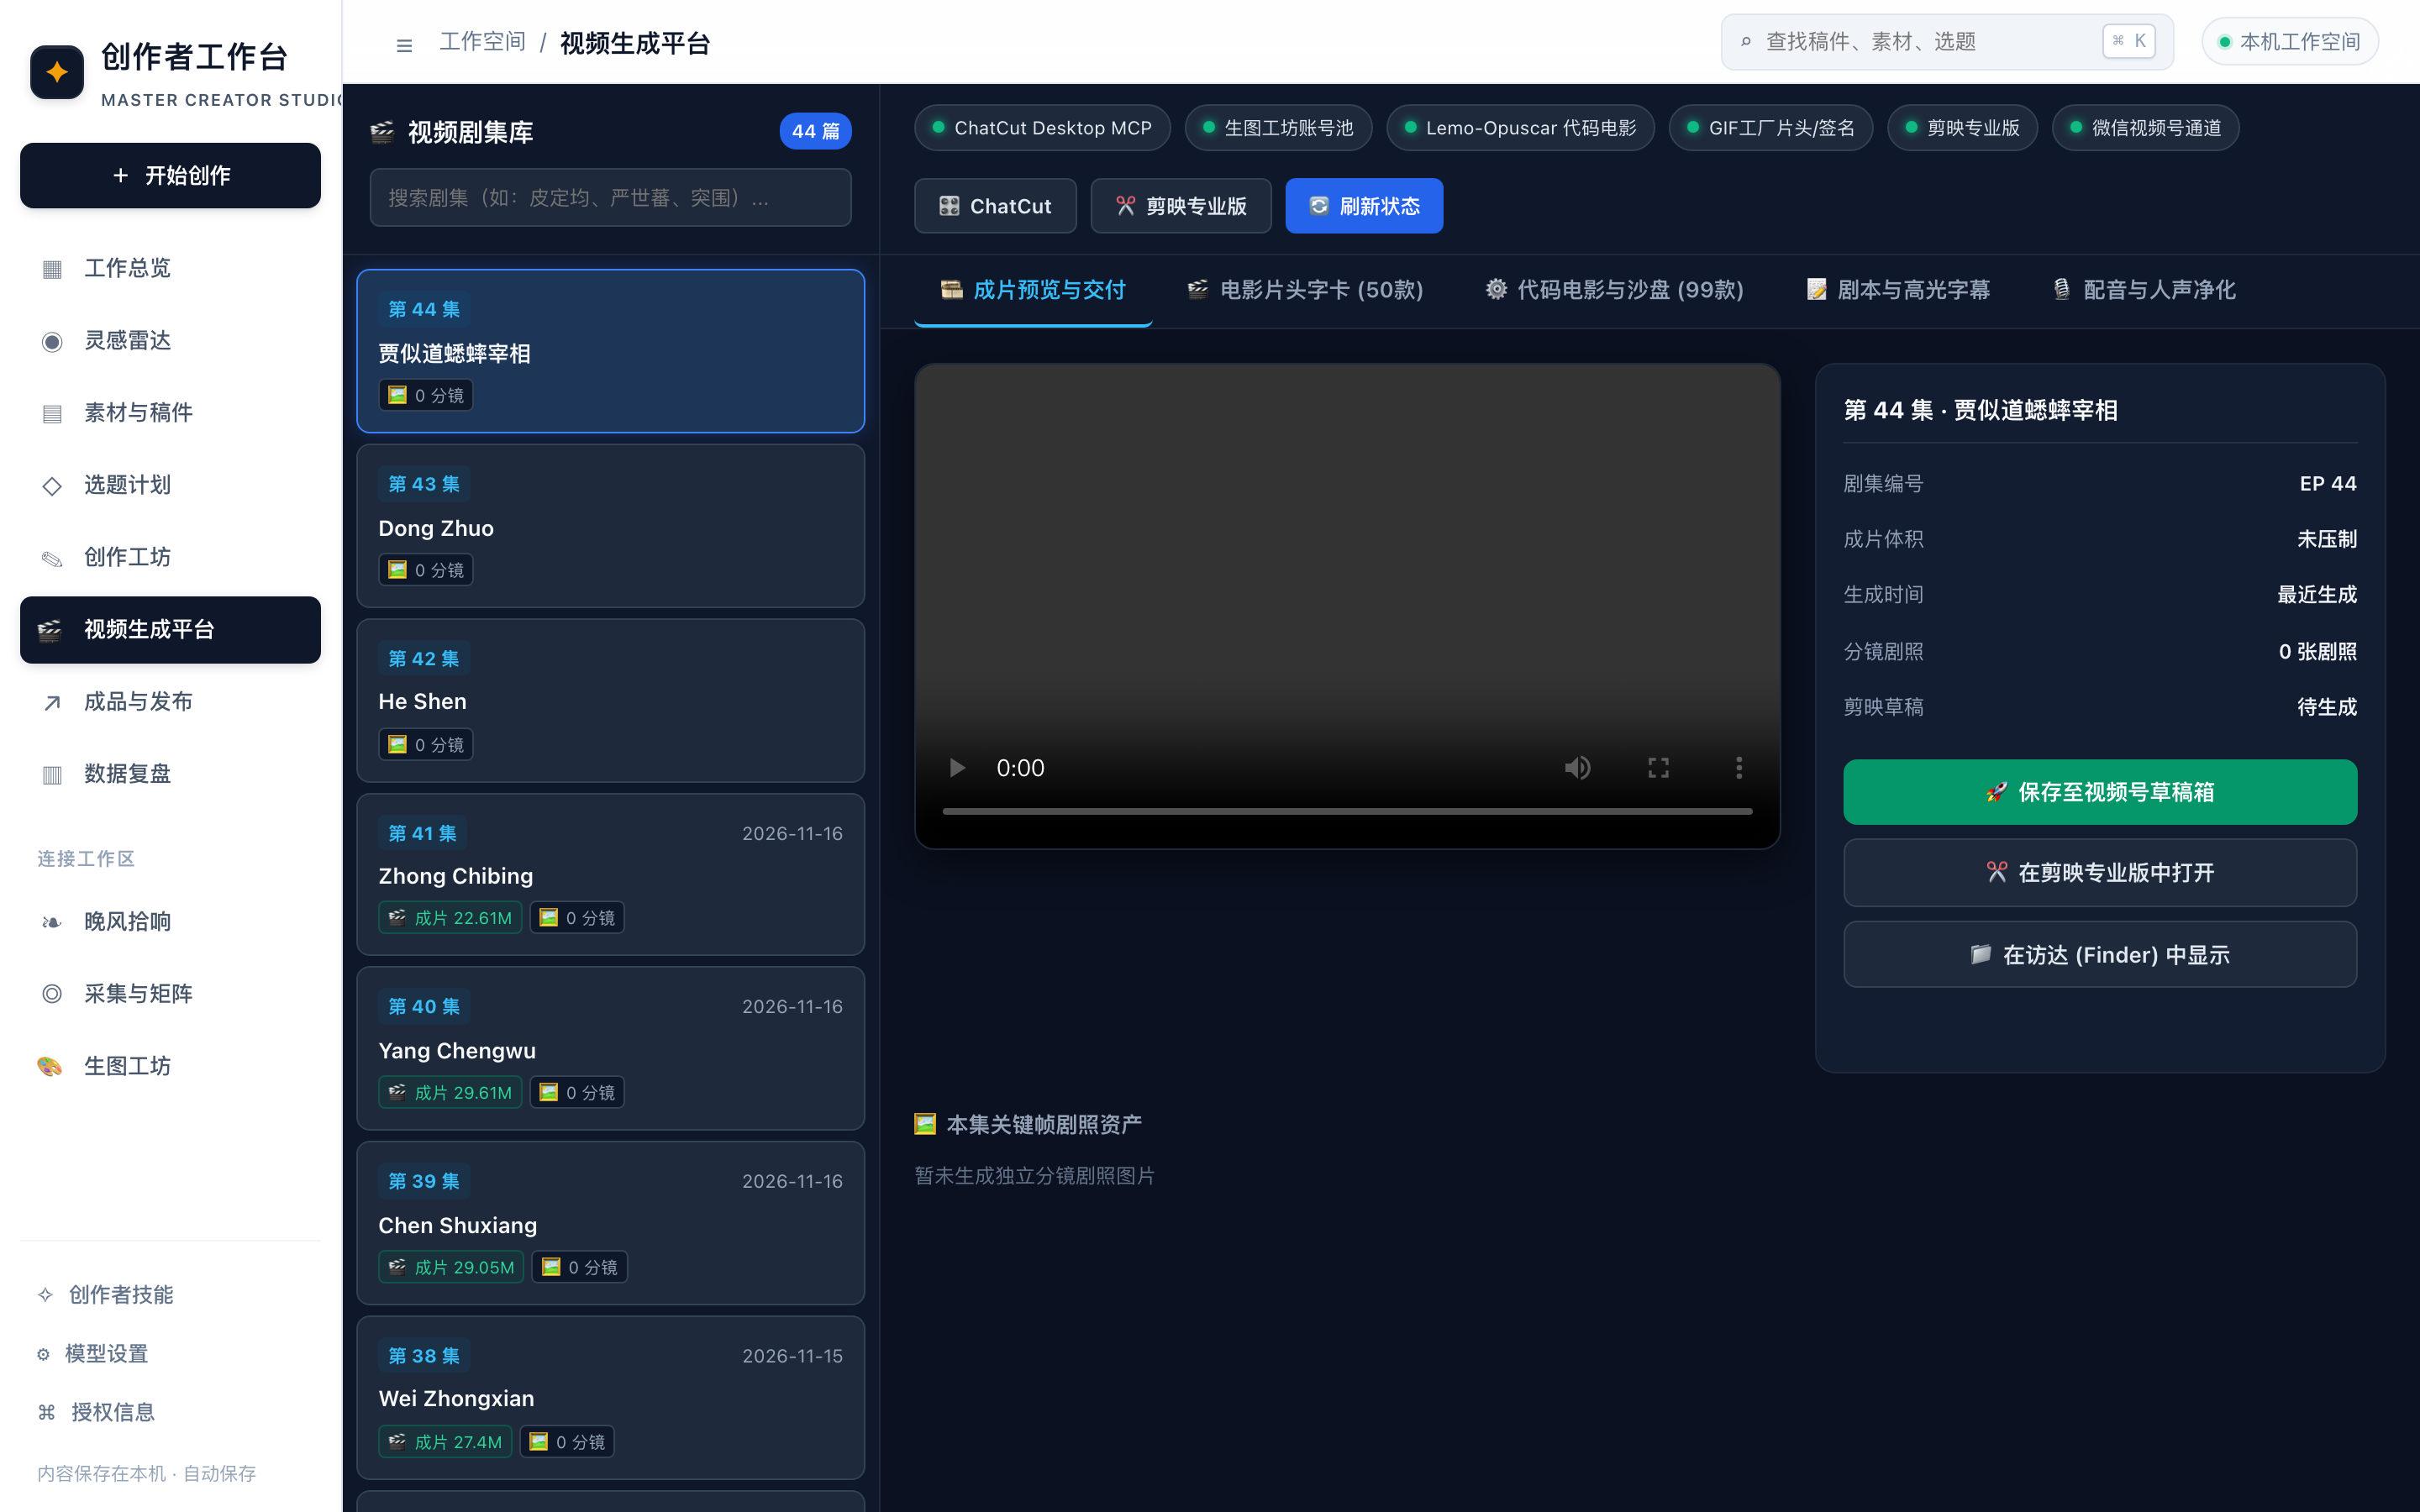 创作者工作台
MASTER CREATOR STUDIO
+ 开始创作
工作总览
灵感雷达
素材与稿件
选题计划
创作工坊
视频生成平台
成品与发布
数据复盘
连接工作区
晚风拾响
采集与矩阵
生图工坊
创作者技能
模型设置
授权信息
内容保存在本机 · 自动保存
工作空间 / 视频生成平台
查找稿件、素材、选题
⌘ K
本机工作空间
视频剧集库
44 篇
搜索剧集（如：皮定均、严世蕃、突围）...
第 44 集
贾似道蟋蟀宰相
0 分镜
第 43 集
Dong Zhuo
0 分镜
第 42 集
He Shen
0 分镜
第 41 集
2026-11-16
Zhong Chibing
成片 22.61M
0 分镜
第 40 集
2026-11-16
Yang Chengwu
成片 29.61M
0 分镜
第 39 集
2026-11-16
Chen Shuxiang
成片 29.05M
0 分镜
第 38 集
2026-11-15
Wei Zhongxian
成片 27.4M
0 分镜
ChatCut Desktop MCP
生图工坊账号池
Lemo-Opuscar 代码电影
GIF工厂片头/签名
剪映专业版
微信视频号通道
ChatCut
剪映专业版
刷新状态
成片预览与交付
电影片头字卡 (50款)
代码电影与沙盘 (99款)
剧本与高光字幕
配音与人声净化
0:00
第 44 集 · 贾似道蟋蟀宰相
剧集编号
EP 44
成片体积
未压制
生成时间
最近生成
分镜剧照
0 张剧照
剪映草稿
待生成
保存至视频号草稿箱
在剪映专业版中打开
在访达 (Finder) 中显示
本集关键帧剧照资产
暂未生成独立分镜剧照图片